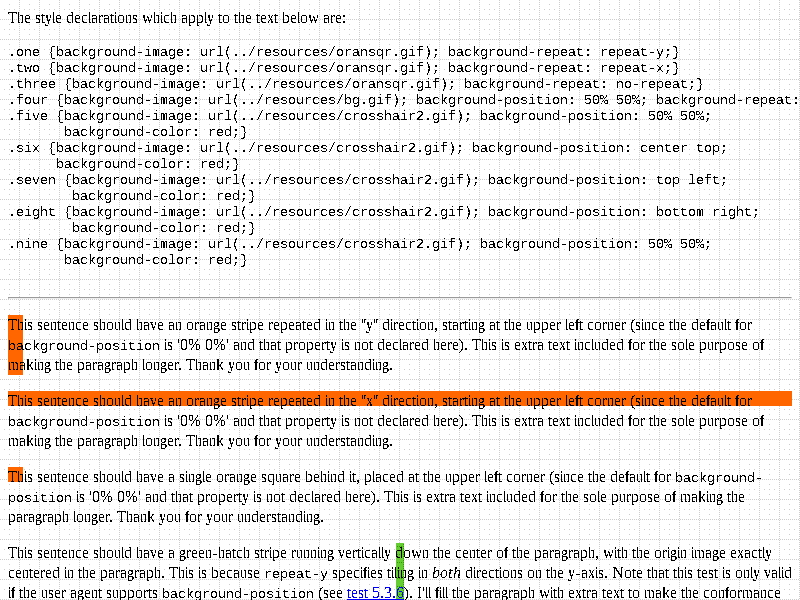 The style declarations which apply to the text below are:
.one {background-image: url(../resources/oransqr.gif); background-repeat: repeat-y;}
.two {background-image: url(../resources/oransqr.gif); background-repeat: repeat-x;}
.three {background-image: url(../resources/oransqr.gif); background-repeat: no-repeat;}
.four {background-image: url(../resources/bg.gif); background-position: 50% 50%; background-repeat:
.five {background-image: url(../resources/crosshair2.gif); background-position: 50% 50%;
background-color: red;}
.six {background-image: url(../resources/crosshair2.gif); background-position: center top;
background-color: red;}
.seven {background-image: url(../resources/crosshair2.gif); background-position: top left;
background-color: red;}
.eight {background-image: url(../resources/crosshair2.gif); background-position: bottom right;
background-color: red;}
.nine {background-image: url(../resources/crosshair2.gif); background-position: 50% 50%;
background-color: red;}
This sentence should have an orange stripe repeated in the "y" direction, starting at the upper left corner (since the default for
background-position is '0% 0%' and that property is not declared here). This is extra text included for the sole purpose of
making the paragraph longer. Thank you for your understanding.
This sentence should have an orange stripe repeated in the "x" direction, starting at the upper left corner (since the default for
background-position is '0% 0%' and that property is not declared here). This is extra text included for the sole purpose of
making the paragraph longer. Thank you for your understanding.
This sentence should have a single orange square behind it, placed at the upper left corner (since the default for background-
position is '0% 0%' and that property is not declared here). This is extra text included for the sole purpose of making the
paragraph longer. Thank you for your understanding.
This sentence should have a green-hatch stripe running vertically down the center of the paragraph, with the origin image exactly
centered in the paragraph. This is because repeat-y specifies tiling in both directions on the y-axis. Note that this test is only valid
if the user agent supports background-position (see test 5.3.6). I'll fill the paragraph with extra text to make the conformance